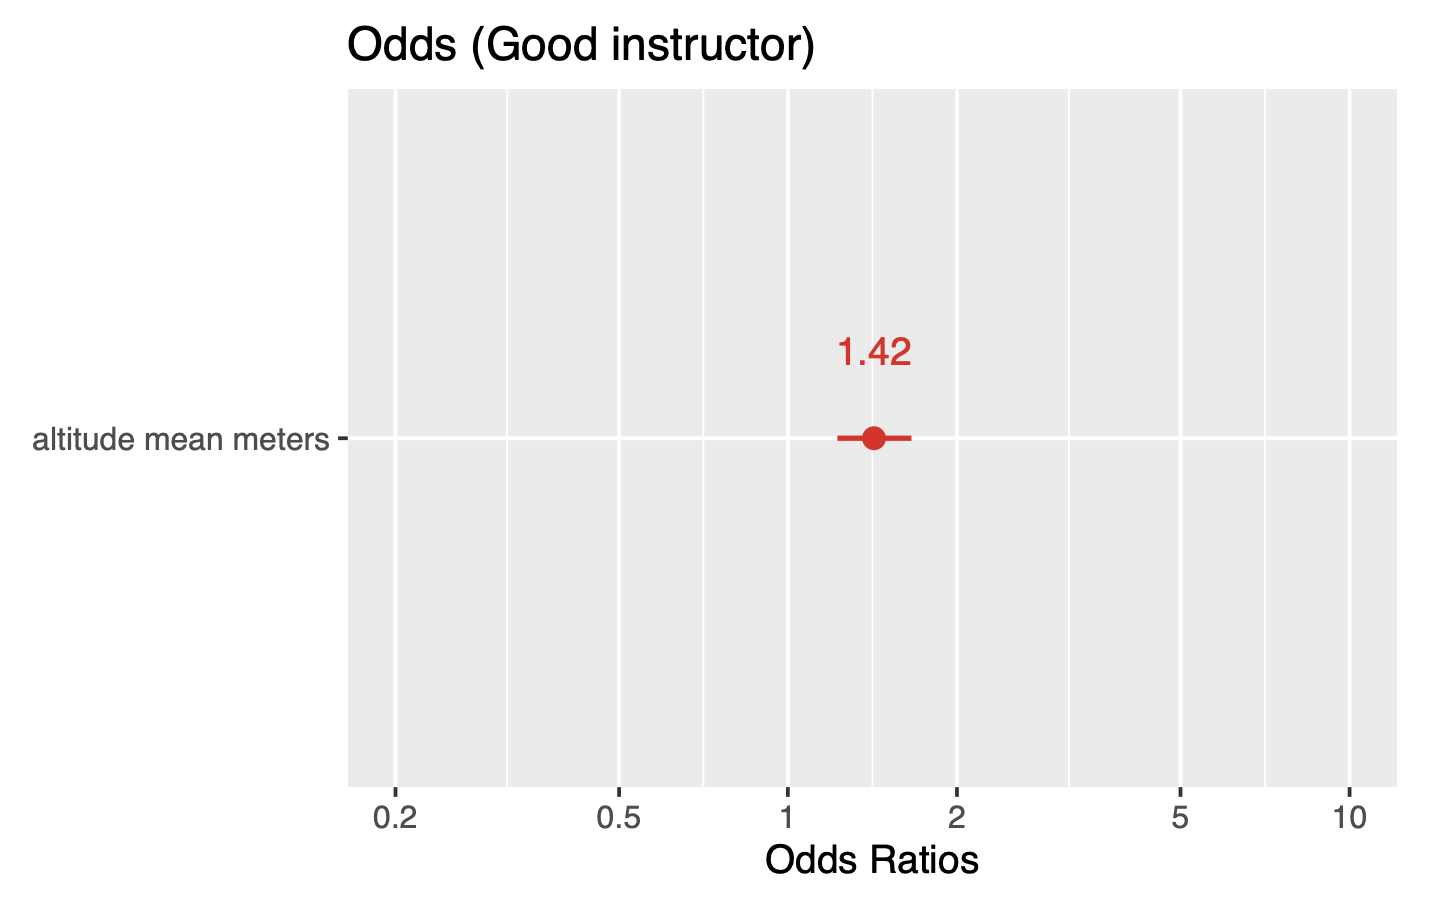 Odds (Good instructor)
1.42
altitude mean meters
0.2 0.5 1 2 5 10
Odds Ratios